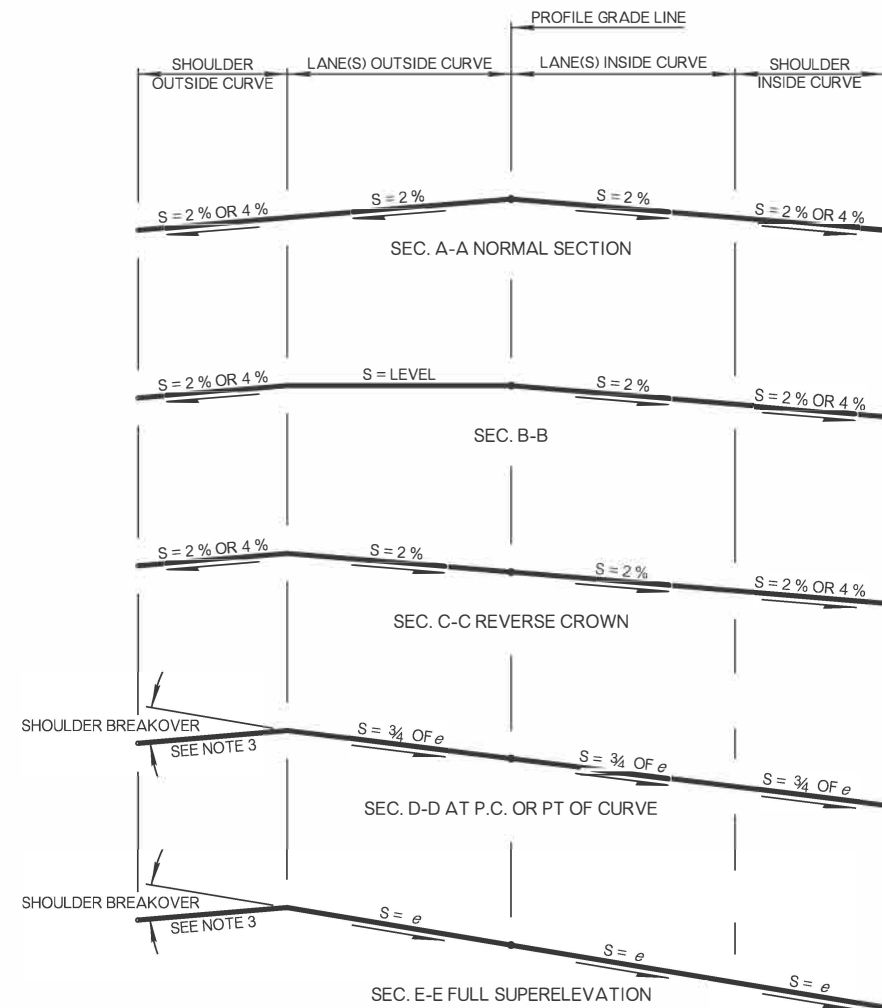 PROFILE GRADE LINE
SHOULDER
OUTSIDE CURVE
LANE(S) OUTSIDE CURVE
LANE(S) INSIDE CURVE
SHOULDER
INSIDE CURVE
S = 2 % OR 4 %
S = 2 %
S = 2 %
S = 2 % OR 4 %
SEC. A-A NORMAL SECTION
S = 2 % OR 4 %
S = LEVEL
S = 2 %
S = 2 % OR 4 %
SEC. B-B
S = 2 % OR 4 %
S = 2 %
S = 2 %
S = 2 % OR 4 %
SEC. C-C REVERSE CROWN
SHOULDER BREAKOVER
SEE NOTE 3
S = ¾ OF e
S = ¾ OF e
S = ¾ OF e
SEC. D-D AT P.C. OR PT OF CURVE
SHOULDER BREAKOVER
SEE NOTE 3
S = e
S = e
S = e
SEC. E-E FULL SUPERELEVATION